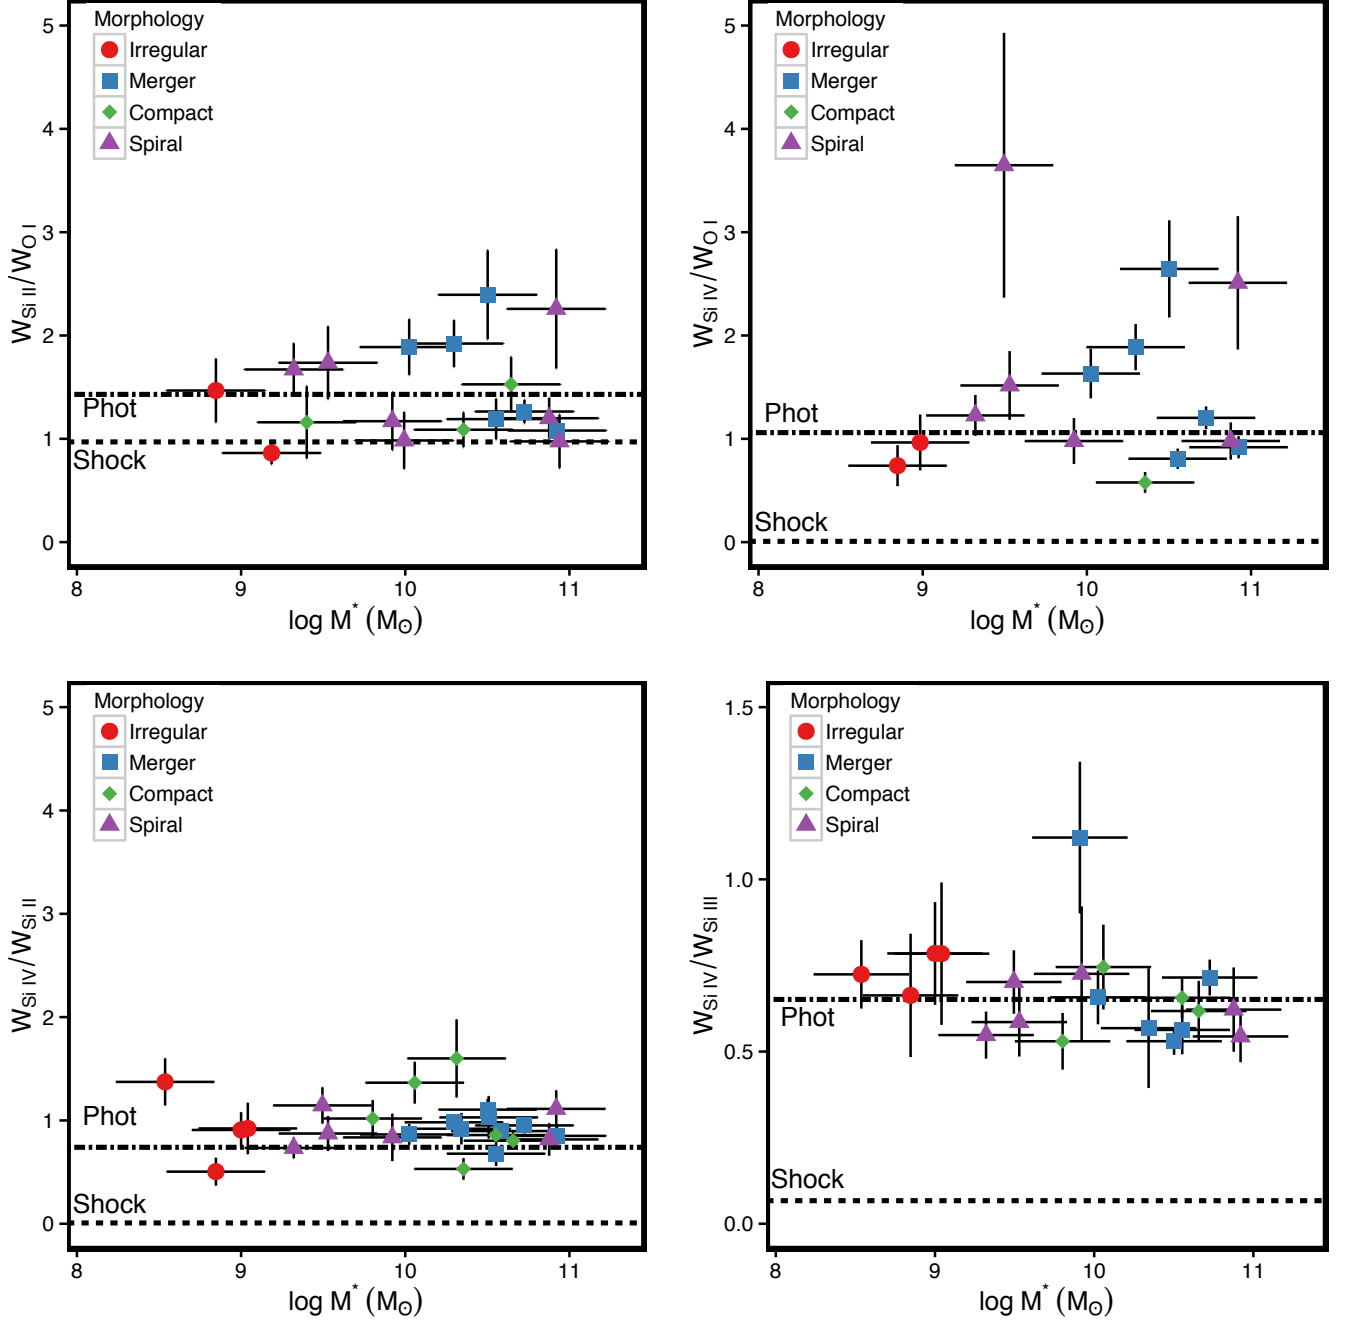 Morphology
Irregular
Merger
Compact
Spiral
5
4
3
2
1
0
W Si II / W O I
Phot
Shock
8 9 10 11
log M* (M⊙)
Morphology
Irregular
Merger
Compact
Spiral
5
4
3
2
1
0
W Si IV / W O I
Phot
Shock
8 9 10 11
log M* (M⊙)
Morphology
Irregular
Merger
Compact
Spiral
5
4
3
2
1
0
W Si IV / W Si II
Phot
Shock
8 9 10 11
log M* (M⊙)
Morphology
Irregular
Merger
Compact
Spiral
1.5
1.0
0.5
0.0
W Si IV / W Si III
Phot
Shock
8 9 10 11
log M* (M⊙)